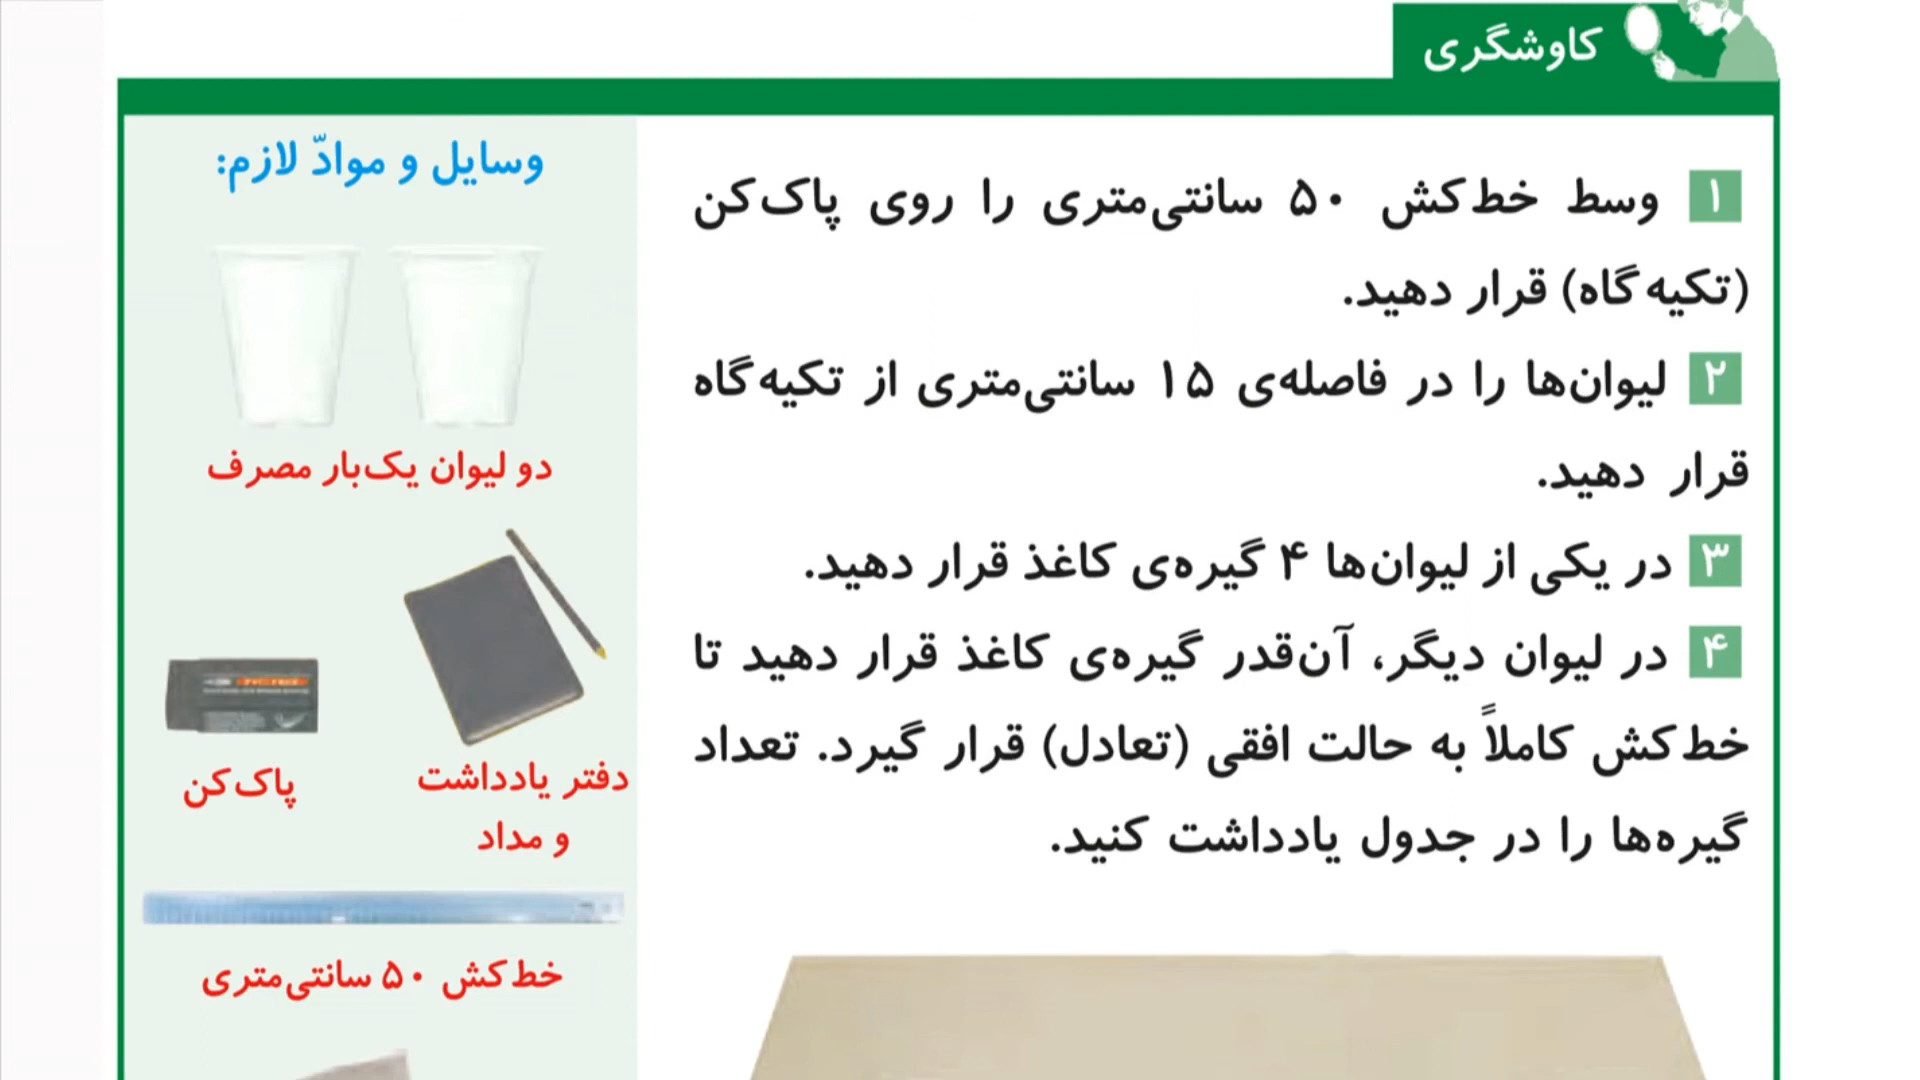 کاوشگری
۱ وسط خط‌کش ۵۰ سانتی‌متری را روی پاک‌کن
(تکیه‌گاه) قرار دهید.
۲ لیوان‌ها را در فاصله‌ی ۱۵ سانتی‌متری از تکیه‌گاه
قرار دهید.
۳ در یکی از لیوان‌ها ۴ گیره‌ی کاغذ قرار دهید.
۴ در لیوان دیگر، آن‌قدر گیره‌ی کاغذ قرار دهید تا
خط‌کش کاملاً به حالت افقی (تعادل) قرار گیرد. تعداد
گیره‌ها را در جدول یادداشت کنید.
وسایل و موادّ لازم:
دو لیوان یک‌بار مصرف
دفتر یادداشت
و مداد
پاک‌کن
خط‌کش ۵۰ سانتی‌متری